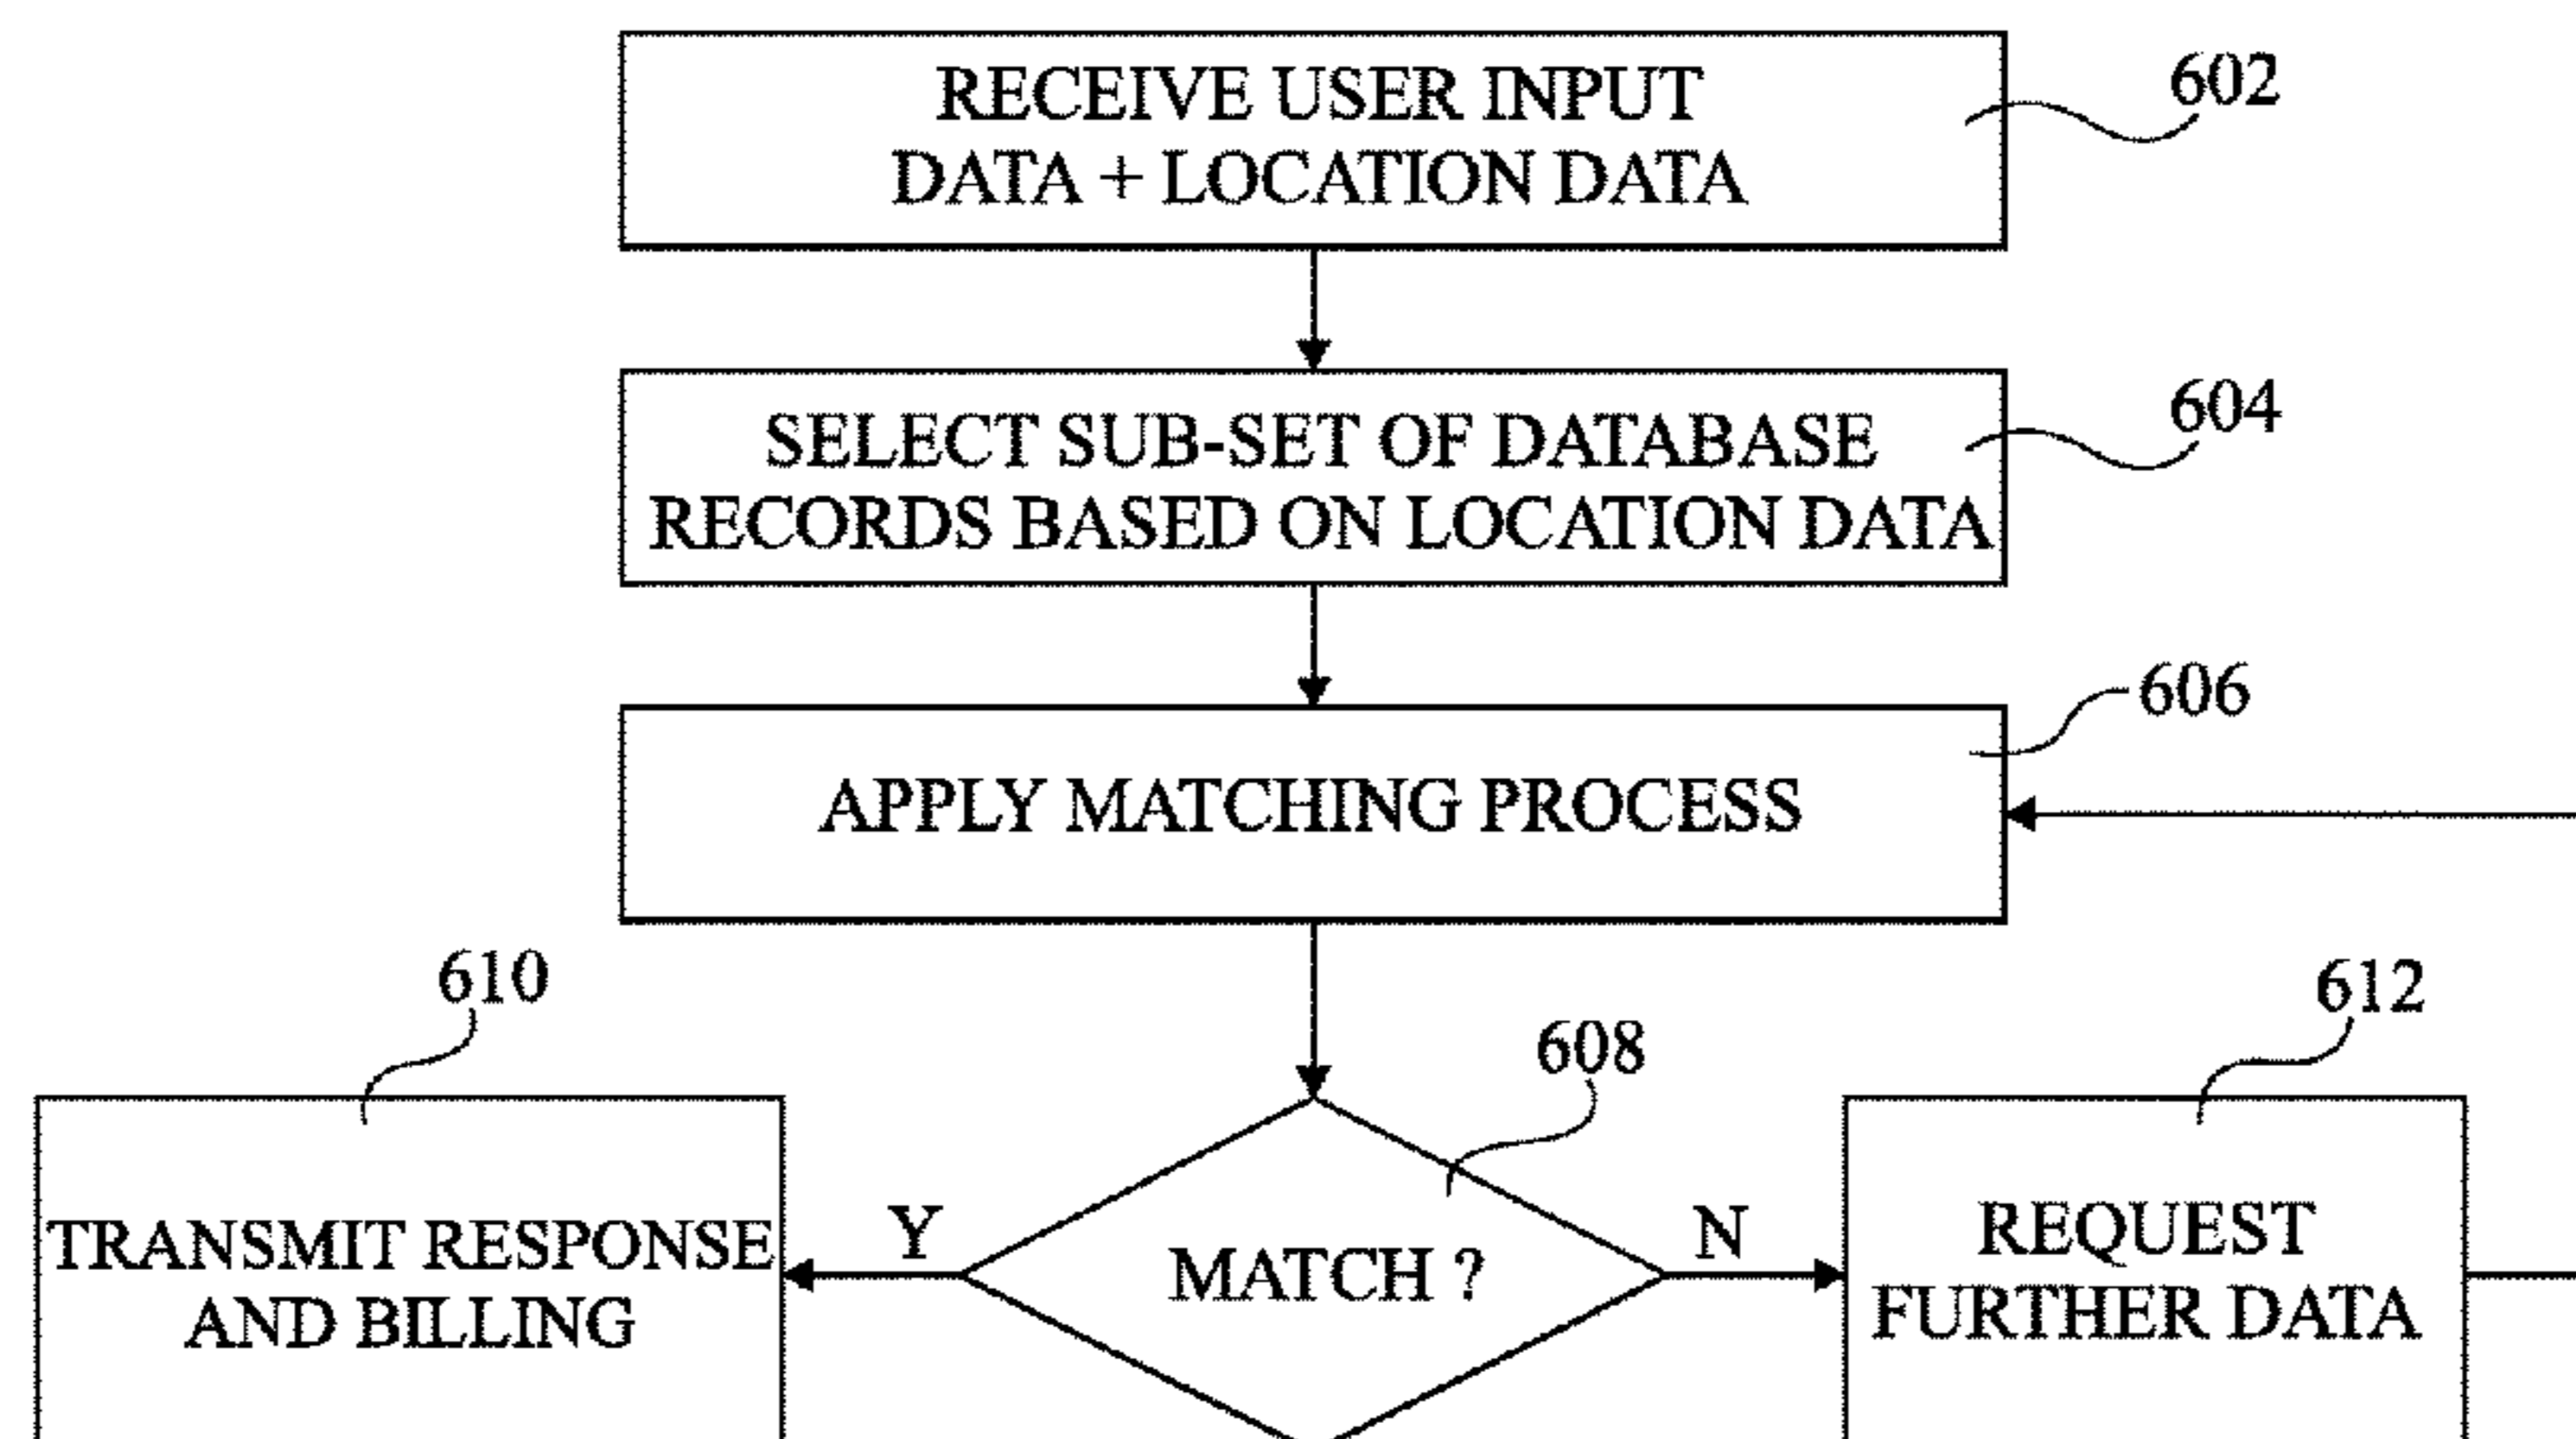 RECEIVE USER INPUT
DATA + LOCATION DATA
602
SELECT SUB-SET OF DATABASE
RECORDS BASED ON LOCATION DATA
604
606
APPLY MATCHING PROCESS
610
608
612
TRANSMIT RESPONSE
AND BILLING
Y
MATCH ?
N
REQUEST
FURTHER DATA